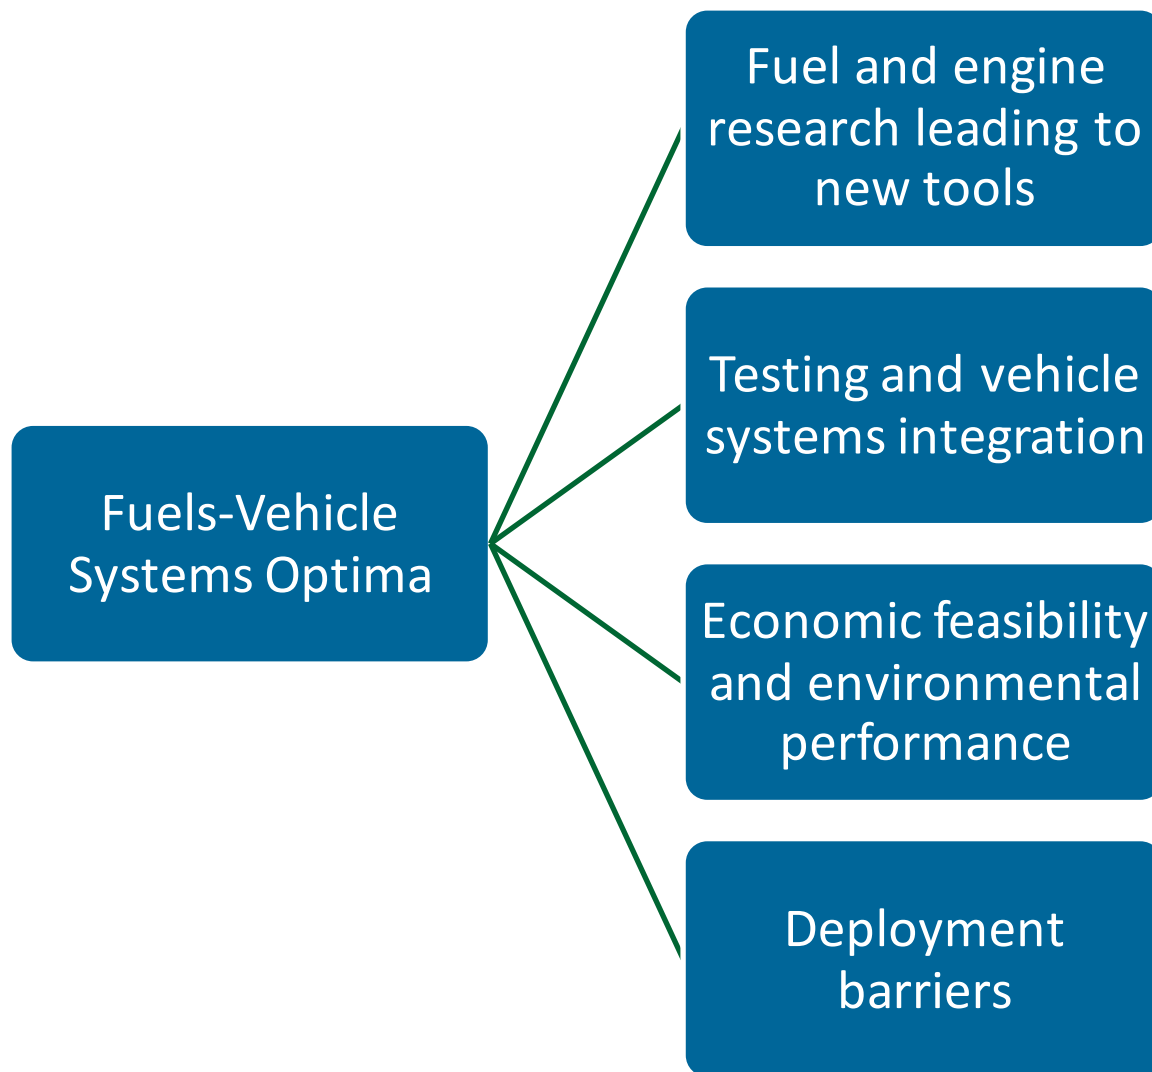 Fuel and engine
research leading to
new tools
Testing and vehicle
systems integration
Fuels-Vehicle
Systems Optima
Economic feasibility
and environmental
performance
Deployment
barriers